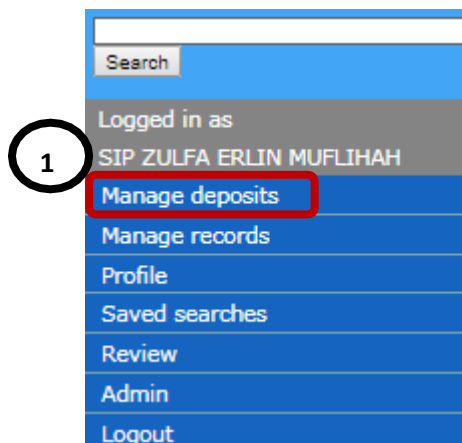 Search
Logged in as
1
SIP ZULFA ERLIN MUFLIHAH
Manage deposits
Manage records
Profile
Saved searches
Review
Admin
Logout